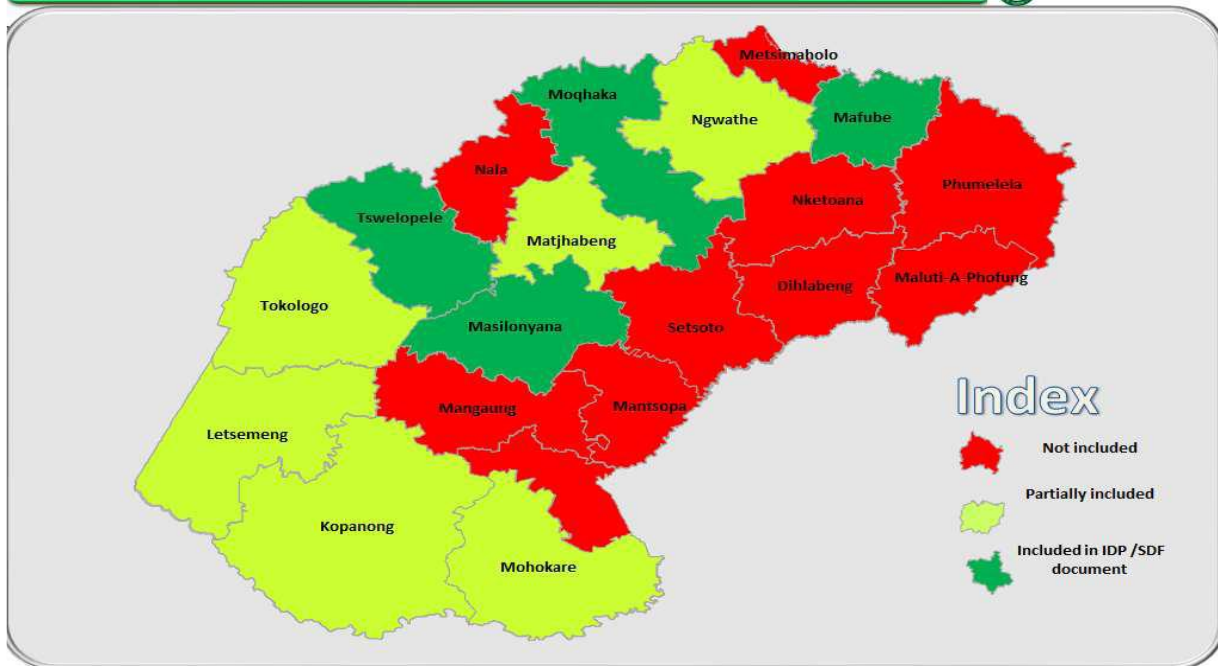 Metsimaholo
Moqhaka
Ngwathe
Mafube
Nala
Phumelela
Nketoana
Tswelopele
Matjhabeng
Maluti-A-Phofung
Dihlabeng
Tokologo
Masilonyana
Setsoto
Mangaung
Mantsopa
Letsemeng
Kopanong
Mohokare
Index
Not included
Partially included
Included in IDP /SDF
document